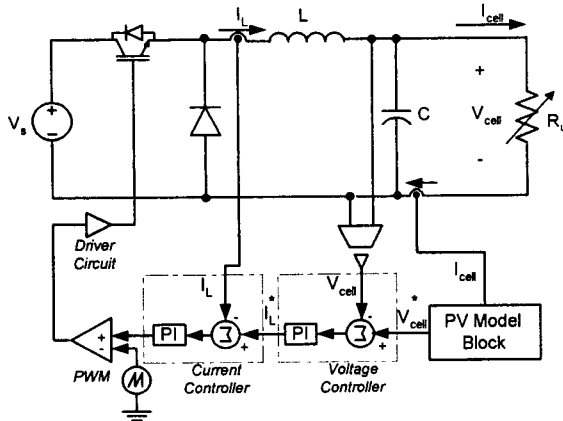 I_L
L
I_cell
+
V_s
C
V_cell
-
Driver
Circuit
I_L
I_L^*
V_cell
V_cell^*
I_cell
PI
Σ
-
+
PI
Σ
-
+
PV Model
Block
+
-
PWM
Current
Controller
Voltage
Controller